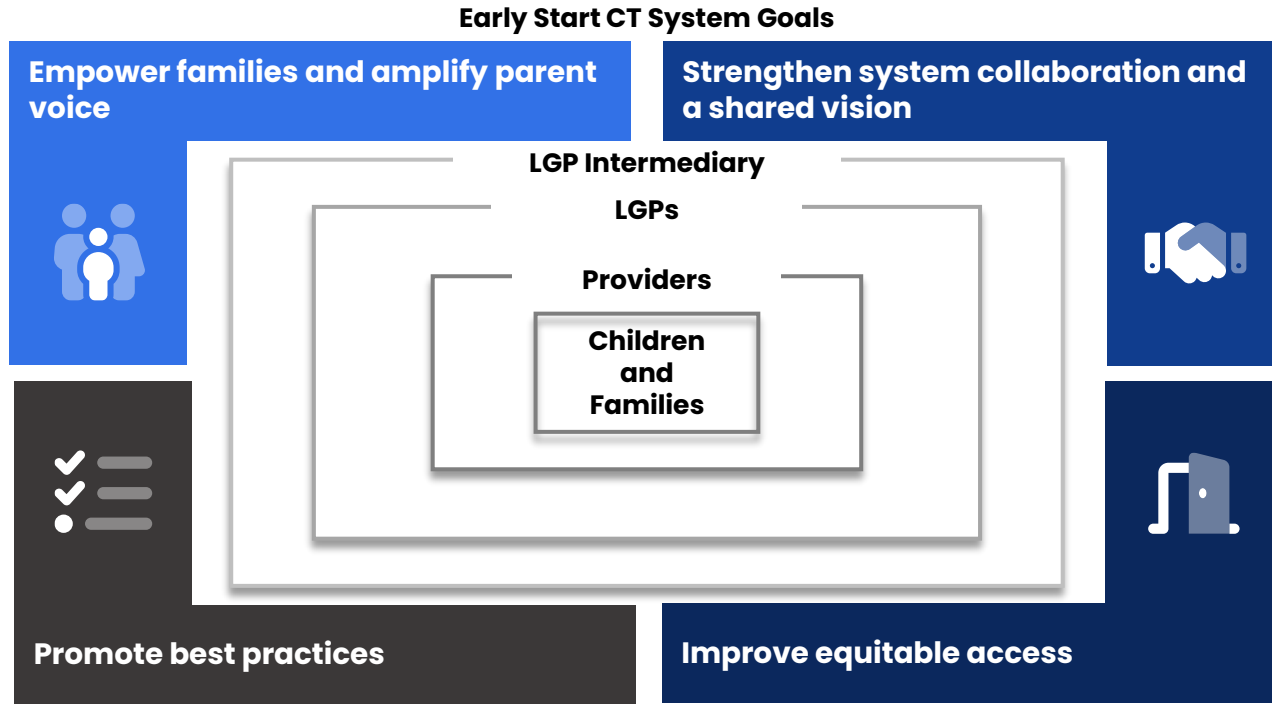 Early Start CT System Goals
Empower families and amplify parent
voice
Strengthen system collaboration and
a shared vision
LGP Intermediary
LGPs
Providers
Children
and
Families
Promote best practices
Improve equitable access